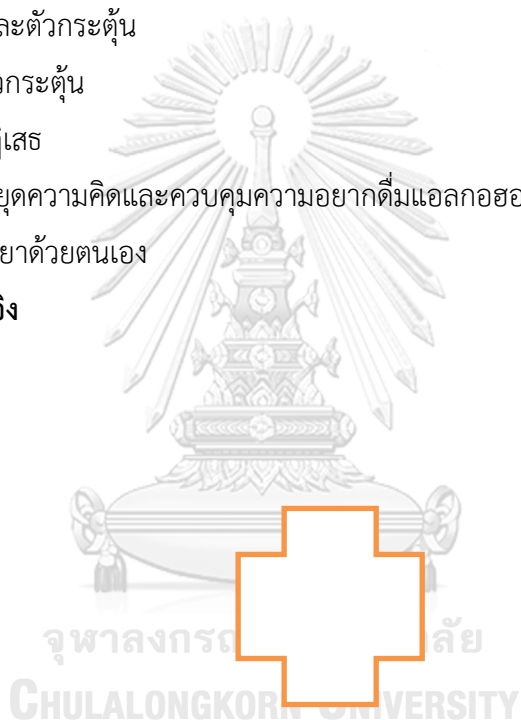 ละตัวกระตุ้น
วกระตุ้น
เสธ
ยุดความคิดและควบคุมความอยากดื่มแอลกอฮอ
ยาด้วยตนเอง
จุฬาลงกรณ ลัย
CHULALONGKORN UNIVERSITY